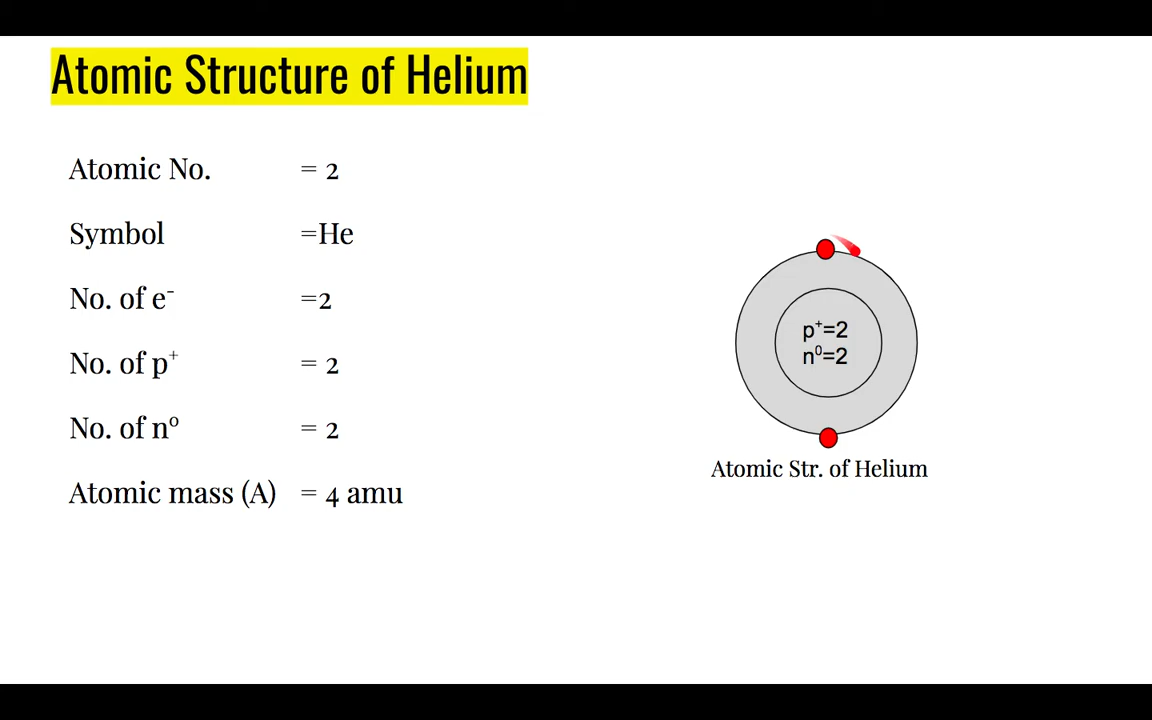 Atomic Structure of Helium
Atomic No. = 2
Symbol =He
No. of e⁻ =2
No. of p⁺ = 2
No. of n⁰ = 2
Atomic mass (A) = 4 amu
p⁺=2
n⁰=2
Atomic Str. of Helium